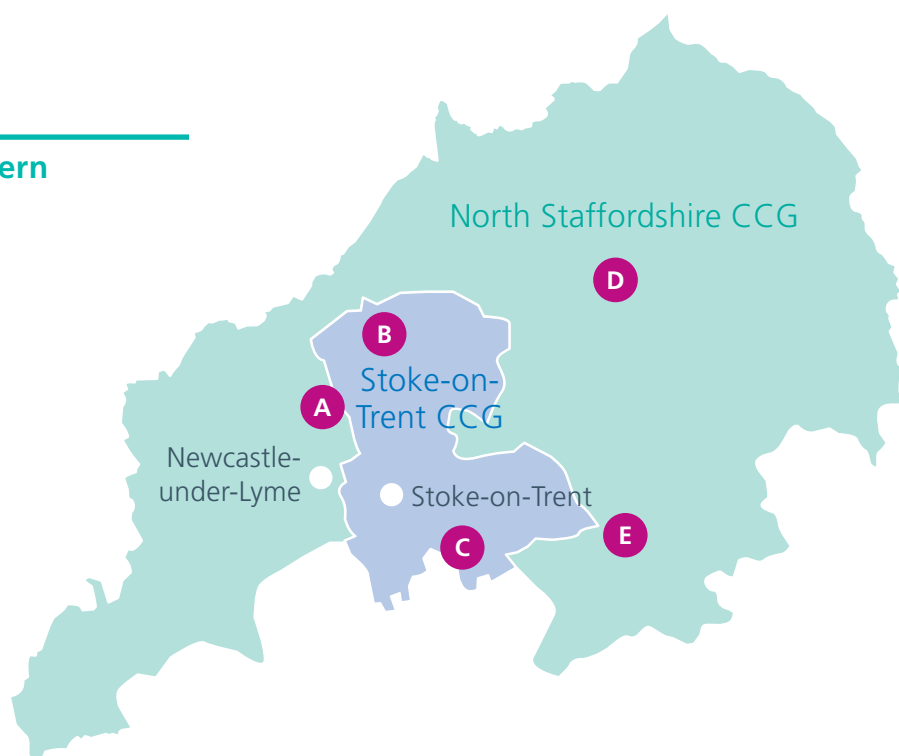 ern
North Staffordshire CCG
D
B
Stoke-on-
Trent CCG
A
Newcastle-
under-Lyme
Stoke-on-Trent
C
E